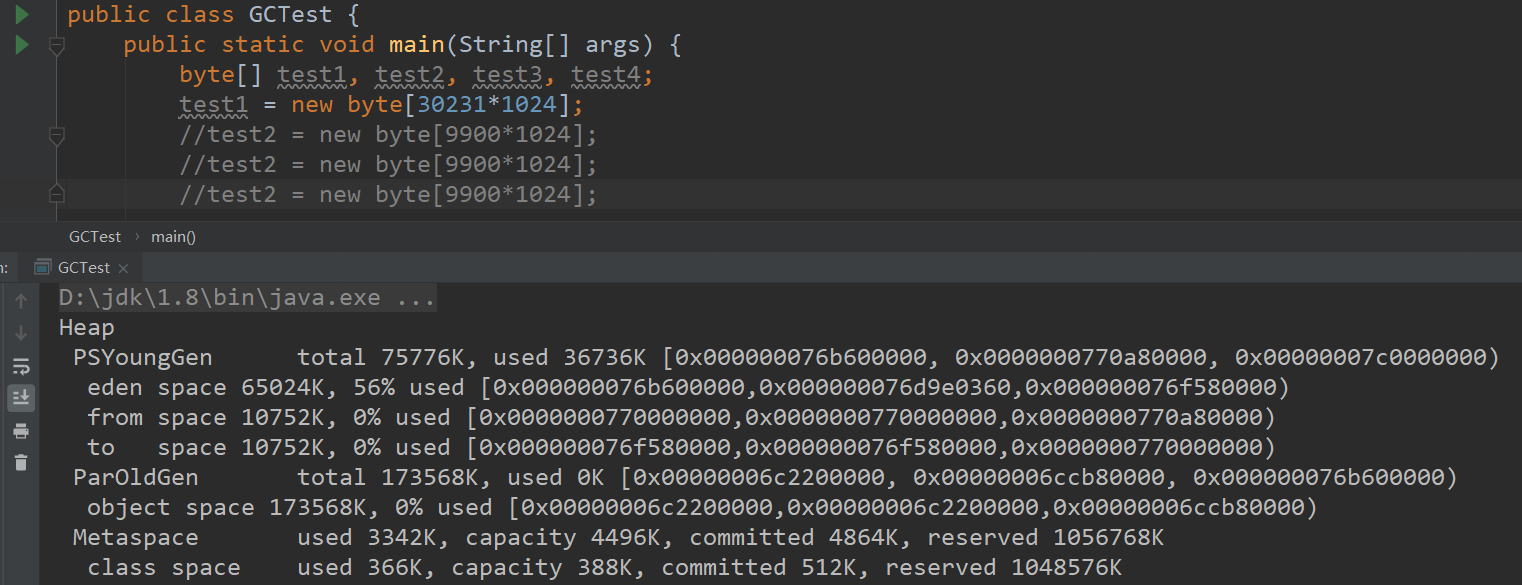 public class GCTest {
public static void main(String[] args) {
byte[] test1, test2, test3, test4;
test1 = new byte[30231*1024];
//test2 = new byte[9900*1024];
//test2 = new byte[9900*1024];
//test2 = new byte[9900*1024];
GCTest › main()
n: GCTest ×
D:\jdk\1.8\bin\java.exe ...
Heap
PSYoungGen total 75776K, used 36736K [0x000000076b600000, 0x0000000770a80000, 0x00000007c0000000)
eden space 65024K, 56% used [0x000000076b600000,0x000000076d9e0360,0x000000076f580000)
from space 10752K, 0% used [0x0000000770000000,0x0000000770000000,0x0000000770a80000)
to space 10752K, 0% used [0x000000076f580000,0x000000076f580000,0x0000000770000000)
ParOldGen total 173568K, used 0K [0x00000006c2200000, 0x00000006ccb80000, 0x000000076b600000)
object space 173568K, 0% used [0x00000006c2200000,0x00000006c2200000,0x00000006ccb80000)
Metaspace used 3342K, capacity 4496K, committed 4864K, reserved 1056768K
class space used 366K, capacity 388K, committed 512K, reserved 1048576K